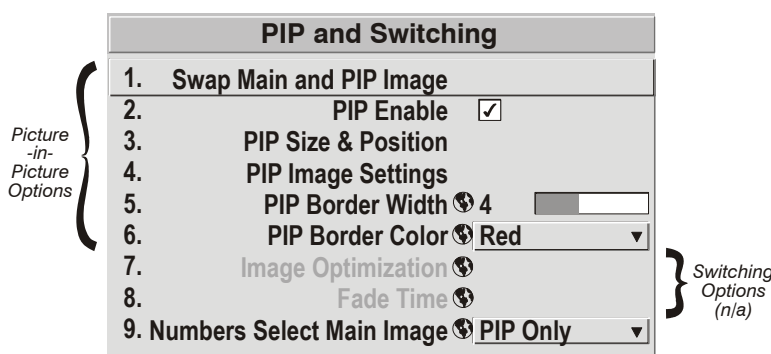 PIP and Switching
1. Swap Main and PIP Image
2. PIP Enable
3. PIP Size & Position
4. PIP Image Settings
5. PIP Border Width 4
6. PIP Border Color Red
7. Image Optimization
8. Fade Time
9. Numbers Select Main Image PIP Only
Picture
-in-
Picture
Options
Switching
Options
(n/a)